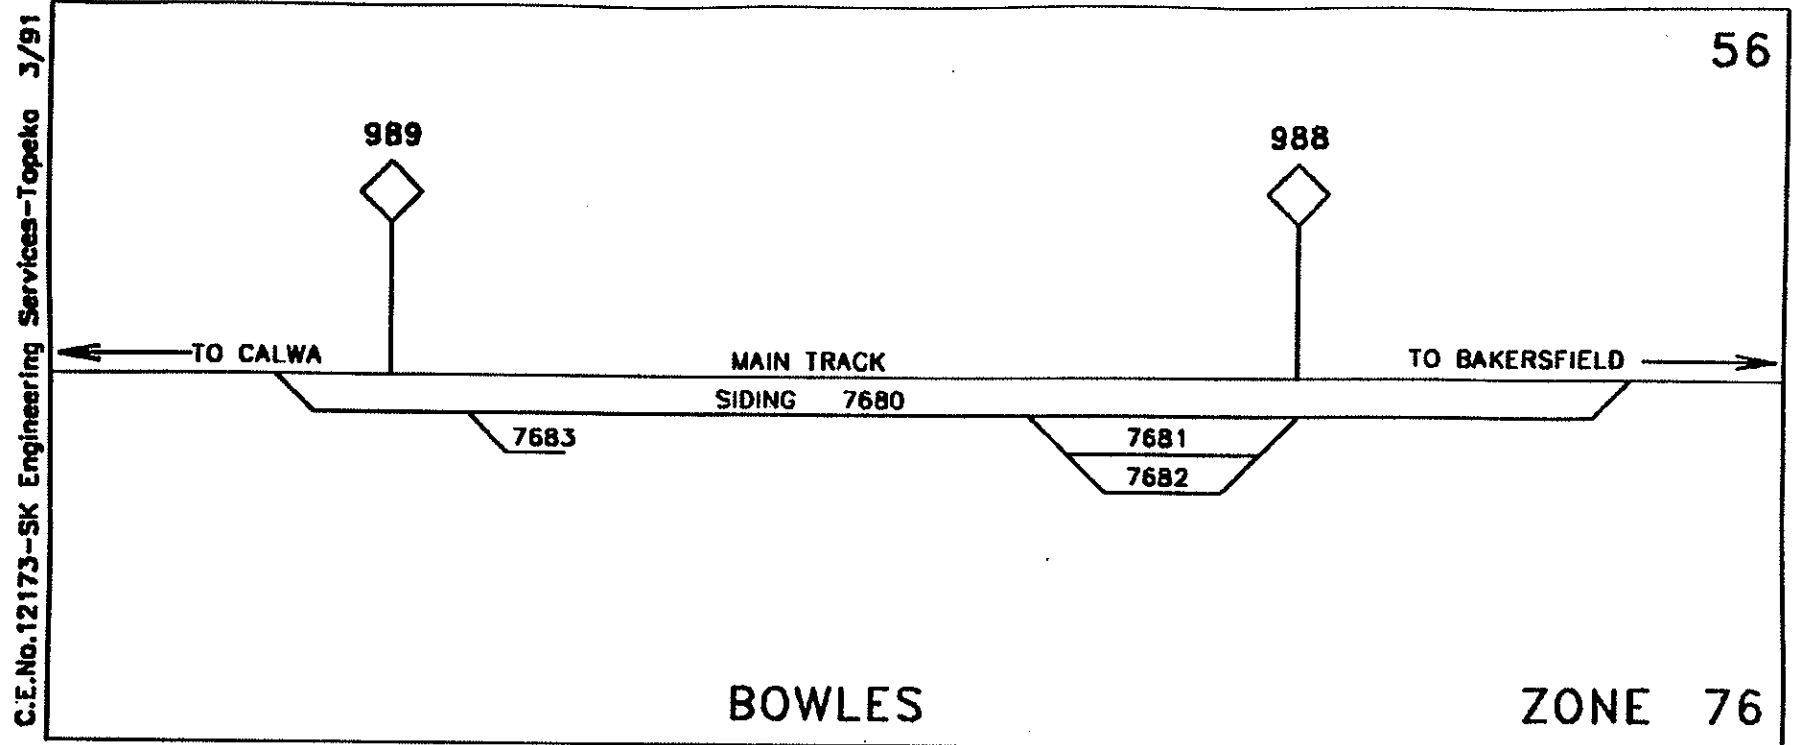 C.E.No.12173-SK Engineering Services-Topeka 3/91
56
989
988
TO CALWA
MAIN TRACK
TO BAKERSFIELD
SIDING 7680
7683
7681
7682
BOWLES
ZONE 76